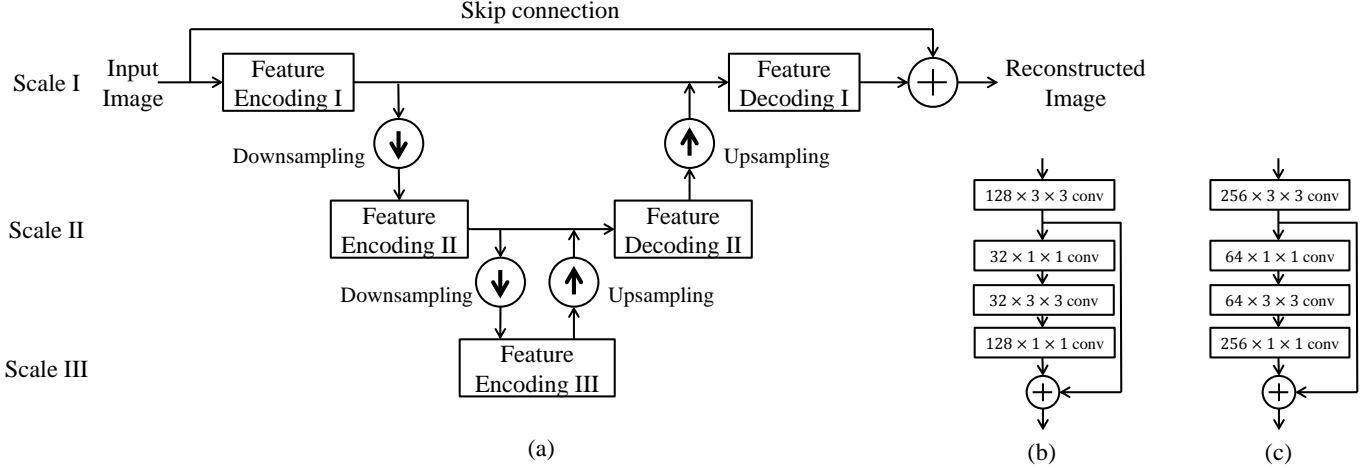 Skip connection
Scale I
Input
Image
Feature
Encoding I
Feature
Decoding I
Reconstructed
Image
Downsampling
Upsampling
Scale II
Feature
Encoding II
Feature
Decoding II
Downsampling
Upsampling
Scale III
Feature
Encoding III
(a)
128 × 3 × 3 conv
32 × 1 × 1 conv
32 × 3 × 3 conv
128 × 1 × 1 conv
(b)
256 × 3 × 3 conv
64 × 1 × 1 conv
64 × 3 × 3 conv
256 × 1 × 1 conv
(c)